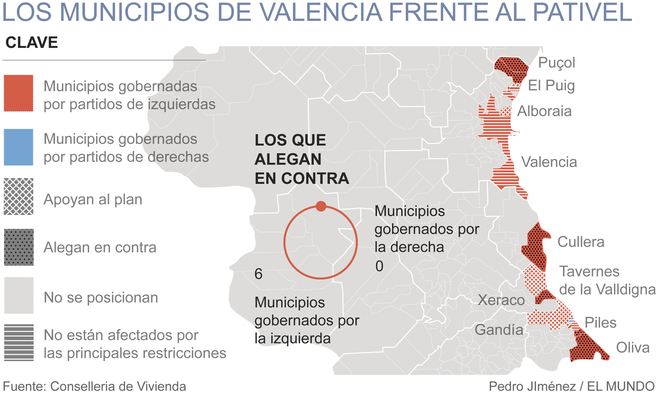 LOS MUNICIPIOS DE VALENCIA FRENTE AL PATIVEL
CLAVE
Municipios gobernadas
por partidos de izquierdas
Municipios gobernados
por partidos de derechas
Apoyan al plan
Alegan en contra
No se posicionan
No están afectados por
las principales restricciones
LOS QUE
ALEGAN
EN CONTRA
Municipios
gobernados por
la derecha
0
6
Municipios
gobernados por
la izquierda
Puçol
El Puig
Alboraia
Valencia
Cullera
Tavernes
de la Valldigna
Xeraco
Gandía
Piles
Oliva
Fuente: Conselleria de Vivienda
Pedro JIménez / EL MUNDO